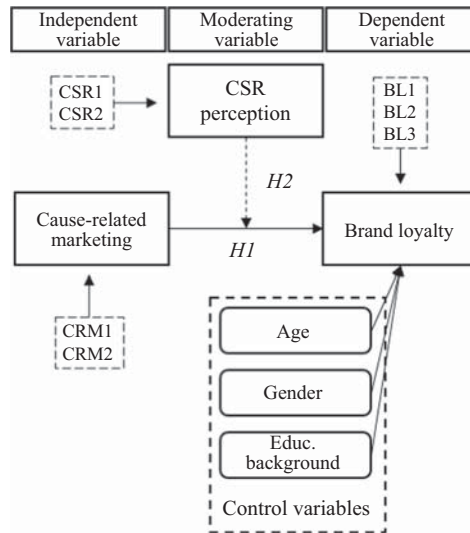 Independent variable
Moderating variable
Dependent variable
CSR1
CSR2
CSR
perception
BL1
BL2
BL3
H2
Cause-related
marketing
H1
Brand loyalty
CRM1
CRM2
Age
Gender
Educ.
background
Control variables